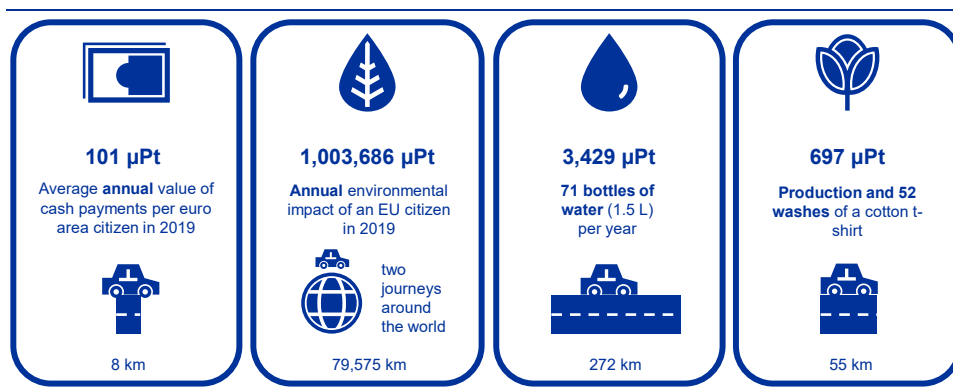 101 µPt
Average annual value of
cash payments per euro
area citizen in 2019
8 km
1,003,686 µPt
Annual environmental
impact of an EU citizen
in 2019
two
journeys
around
the world
79,575 km
3,429 µPt
71 bottles of
water (1.5 L)
per year
272 km
697 µPt
Production and 52
washes of a cotton t-
shirt
55 km